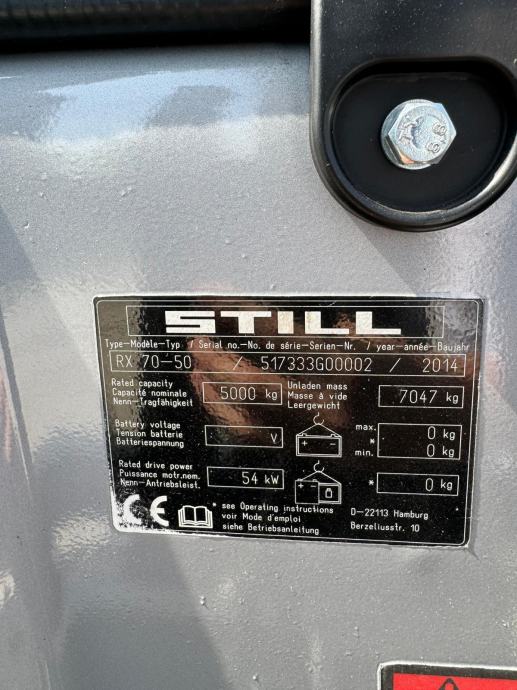 8.8
STILL
Type-Modèle-Typ / Serial no.-No. de série-Serien-Nr. / year-année-Baujahr
RX 70-50 / 517333G00002 / 2014
Rated capacity
Capacité nominale
Nenn-Tragfähigkeit
5000 kg
Unladen mass
Masse à vide
Leergewicht
7047 kg
Battery voltage
Tension batterie
Batteriespannung
V
max.
*
min.
0 kg
0 kg
Rated drive power
Puissance motr.nom.
Nenn-Antriebsleist.
54 kW
* 0 kg
CE
* see Operating instructions
voir Mode d'emploi
siehe Betriebsanleitung
D-22113 Hamburg
Berzeliusstr. 10